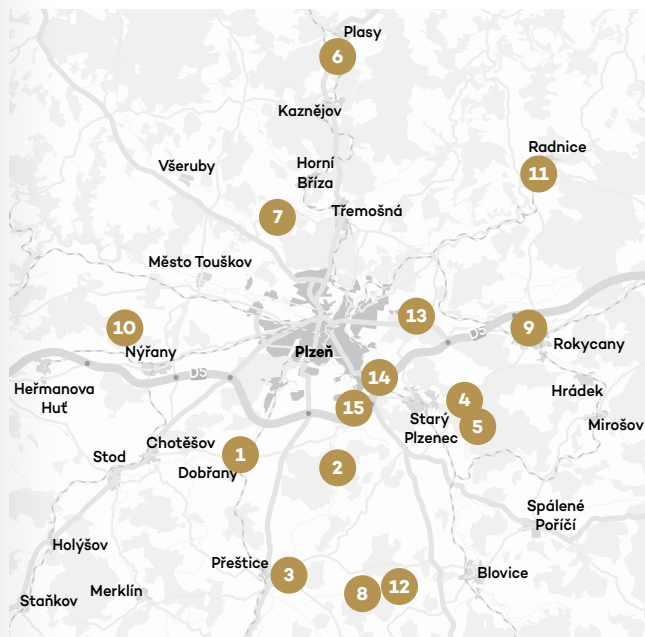 Plasy
6
Kaznějov
Radnice
Všeruby
Horní
Bříza
11
7
Třemošná
Město Touškov
13
10
9
D5
Plzeň
Rokycany
Nýřany
D5
14
Heřmanova
Huť
Hrádek
4
15
Starý
Plzenec
5
Mirošov
Chotěšov
1
Stod
Dobřany
2
Spálené
Poříčí
Holýšov
Přeštice
3
Blovice
12
8
Merklín
Staňkov